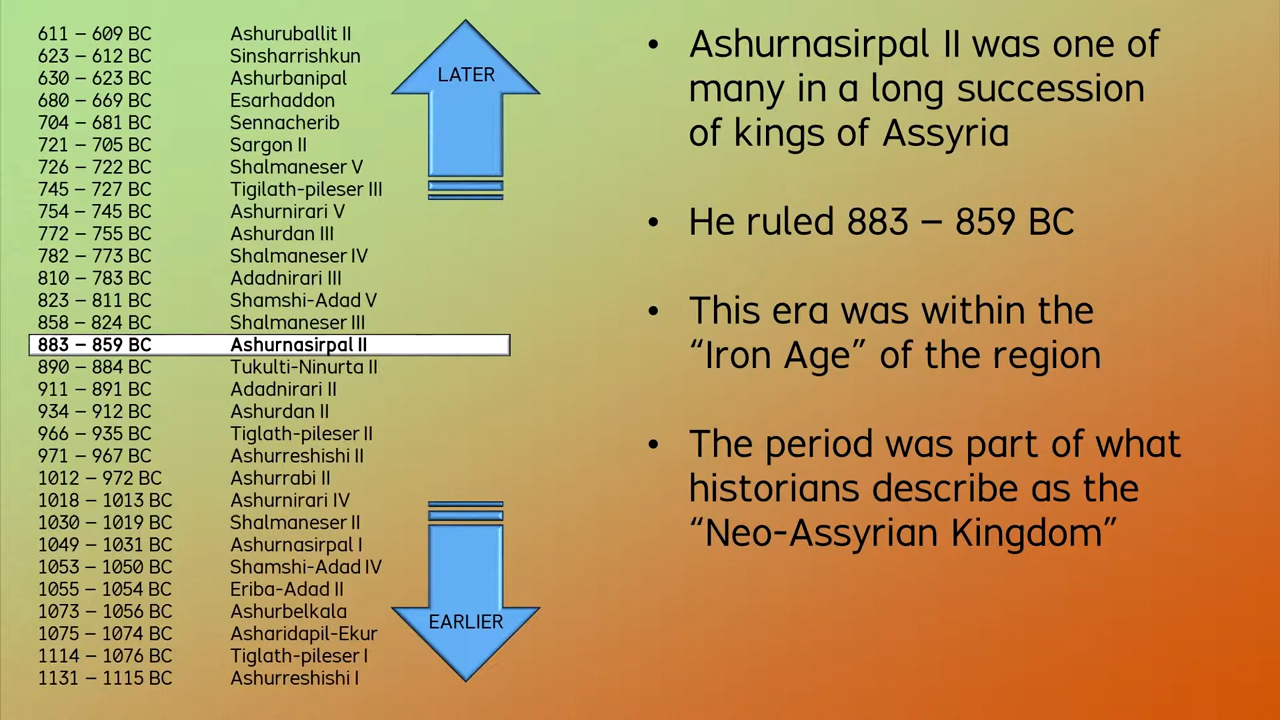 611 – 609 BC Ashuruballit II
623 – 612 BC Sinsharrishkun
630 – 623 BC Ashurbanipal
680 – 669 BC Esarhaddon
704 – 681 BC Sennacherib
721 – 705 BC Sargon II
726 – 722 BC Shalmaneser V
745 – 727 BC Tigilath-pileser III
754 – 745 BC Ashurnirari V
772 – 755 BC Ashurdan III
782 – 773 BC Shalmaneser IV
810 – 783 BC Adadnirari III
823 – 811 BC Shamshi-Adad V
858 – 824 BC Shalmaneser III
883 – 859 BC Ashurnasirpal II
890 – 884 BC Tukulti-Ninurta II
911 – 891 BC Adadnirari II
934 – 912 BC Ashurdan II
966 – 935 BC Tiglath-pileser II
971 – 967 BC Ashurreshishi II
1012 – 972 BC Ashurrabi II
1018 – 1013 BC Ashurnirari IV
1030 – 1019 BC Shalmaneser II
1049 – 1031 BC Ashurnasirpal I
1053 – 1050 BC Shamshi-Adad IV
1055 – 1054 BC Eriba-Adad II
1073 – 1056 BC Ashurbelkala
1075 – 1074 BC Asharidapil-Ekur
1114 – 1076 BC Tiglath-pileser I
1131 – 1115 BC Ashurreshishi I
LATER
EARLIER
• Ashurnasirpal II was one of
many in a long succession
of kings of Assyria
• He ruled 883 – 859 BC
• This era was within the
“Iron Age” of the region
• The period was part of what
historians describe as the
“Neo-Assyrian Kingdom”